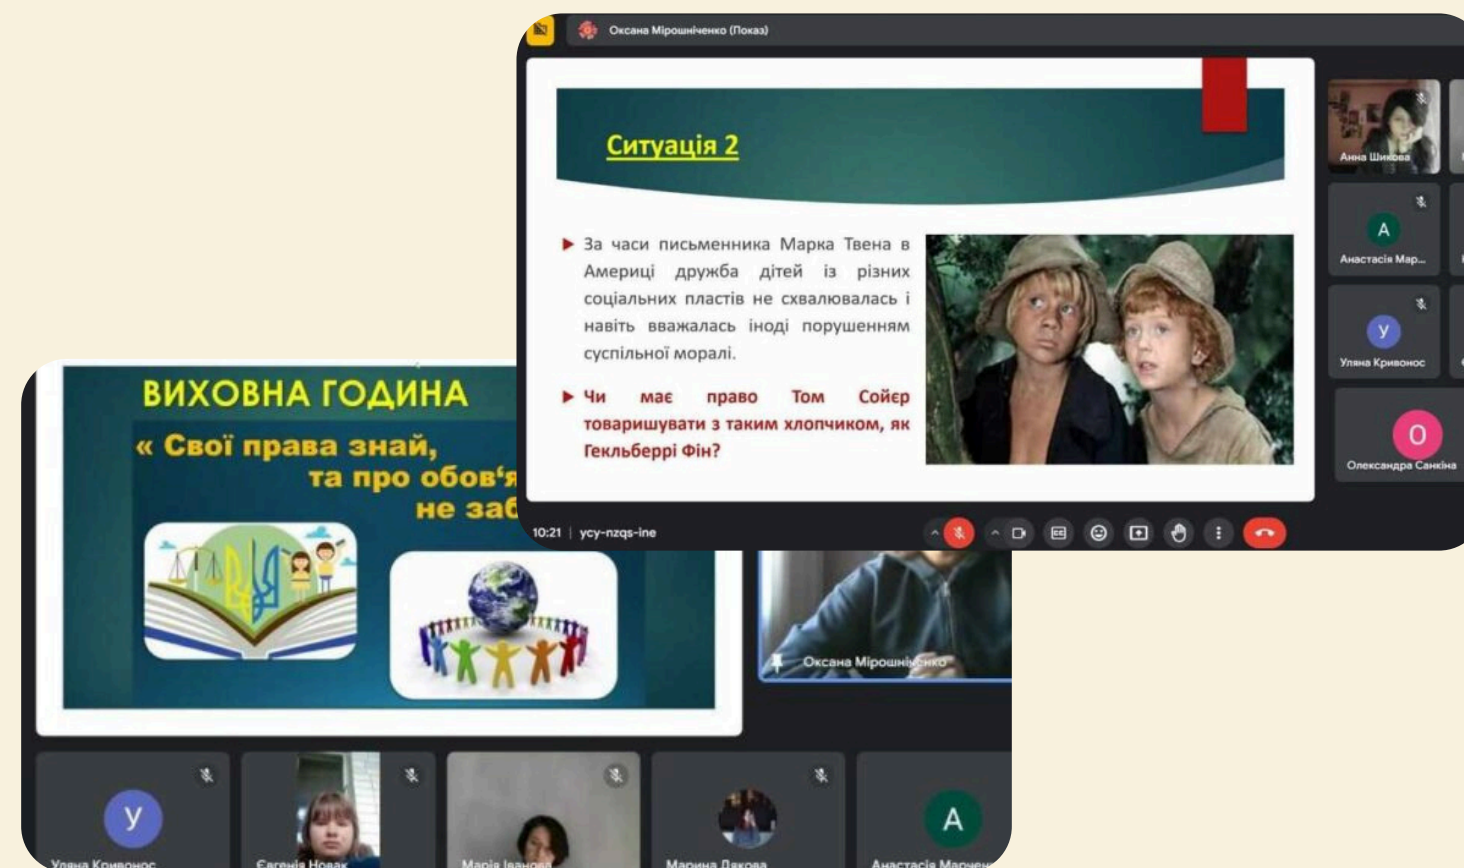 Оксана Мірошніченко (Показ)
Ситуація 2
За часи письменника Марка Твена в
Америці дружба дітей із різних
соціальних пластів не схвалювалась і
навіть вважалась іноді порушенням
суспільної моралі.
Чи має право Том Сойєр
товаришувати з таким хлопчиком, як
Гекльберрі Фін?
Анна Шикова
А
Анастасія Мар...
У
Уляна Кривонос
О
Олександра Санкіна
10:21 | ycy-nzqs-ine
ВИХОВНА ГОДИНА
« Свої права знай,
та про обов'я
не заб
Оксана Мірошніченко
У
Уляна Кривонос
Євгенія Новак
Марія Іванова
Марина Дякова
А
Анастасія Марчен